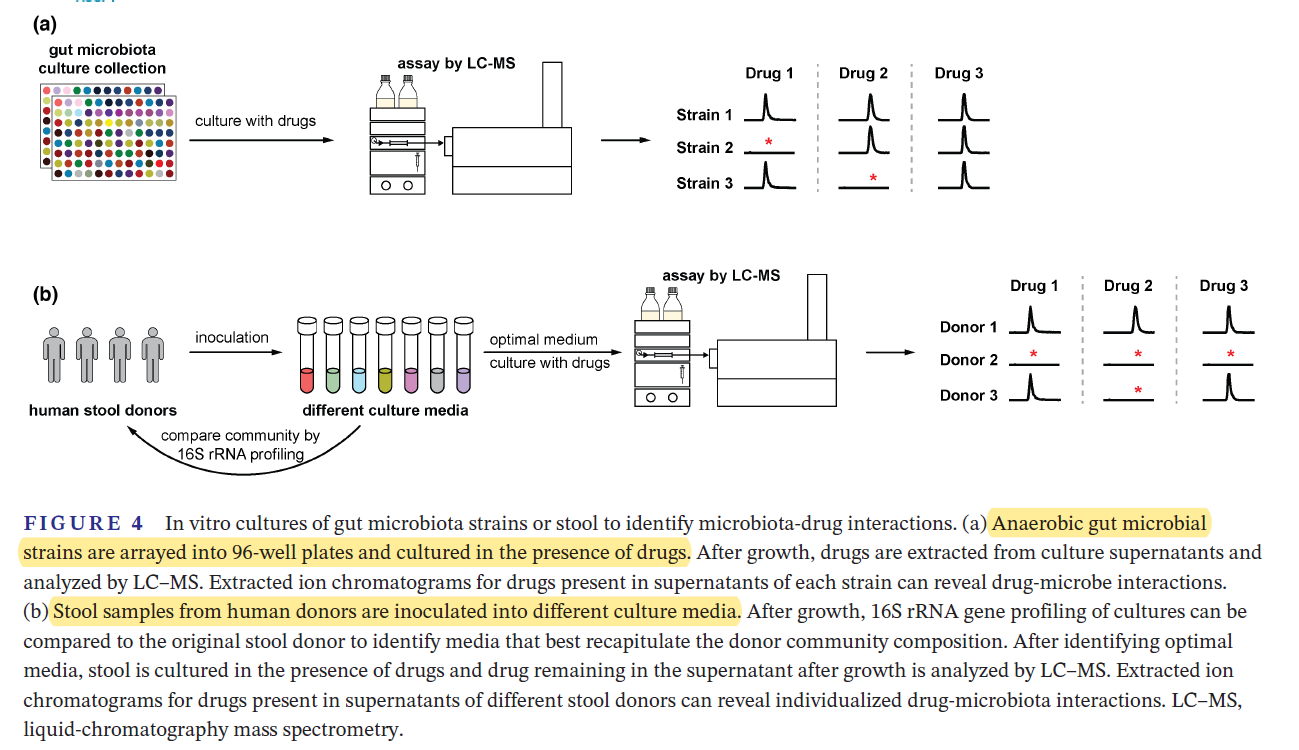 (a)
gut microbiota
culture collection
culture with drugs
assay by LC-MS
Drug 1
Drug 2
Drug 3
Strain 1
Strain 2
*
Strain 3
*
(b)
human stool donors
inoculation
different culture media
compare community by
16S rRNA profiling
optimal medium
culture with drugs
assay by LC-MS
Drug 1
Drug 2
Drug 3
Donor 1
Donor 2
* * *
Donor 3
*
FIGURE 4 In vitro cultures of gut microbiota strains or stool to identify microbiota-drug interactions. (a) Anaerobic gut microbial
strains are arrayed into 96-well plates and cultured in the presence of drugs. After growth, drugs are extracted from culture supernatants and
analyzed by LC–MS. Extracted ion chromatograms for drugs present in supernatants of each strain can reveal drug-microbe interactions.
(b) Stool samples from human donors are inoculated into different culture media. After growth, 16S rRNA gene profiling of cultures can be
compared to the original stool donor to identify media that best recapitulate the donor community composition. After identifying optimal
media, stool is cultured in the presence of drugs and drug remaining in the supernatant after growth is analyzed by LC–MS. Extracted ion
chromatograms for drugs present in supernatants of different stool donors can reveal individualized drug-microbiota interactions. LC–MS,
liquid-chromatography mass spectrometry.